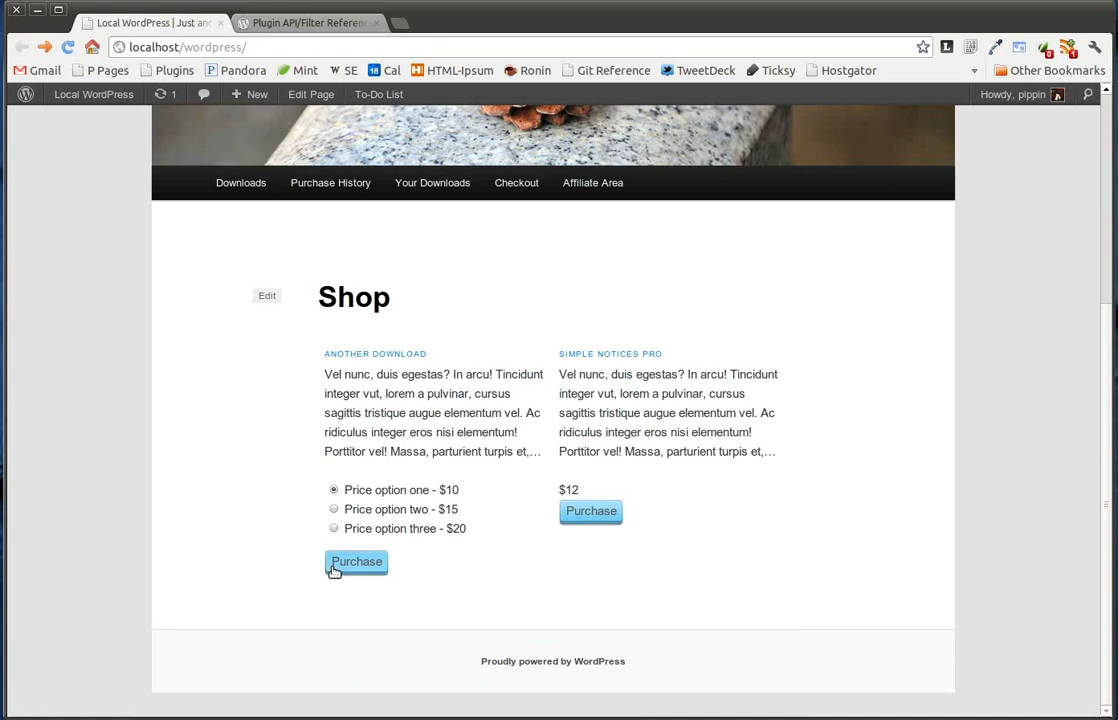 Local WordPress | Just an
Plugin API/Filter Referen
localhost/wordpress/
Gmail P Pages Plugins Pandora Mint SE 18 Cal HTML-Ipsum Ronin Git Reference TweetDeck Ticksy Hostgator Other Bookmarks
Local WordPress 1 New Edit Page To-Do List Howdy, pippin
Downloads Purchase History Your Downloads Checkout Affiliate Area
Edit
Shop
ANOTHER DOWNLOAD
Vel nunc, duis egestas? In arcu! Tincidunt
integer vut, lorem a pulvinar, cursus
sagittis tristique augue elementum vel. Ac
ridiculus integer eros nisi elementum!
Porttitor vel! Massa, parturient turpis et,…
Price option one - $10
Price option two - $15
Price option three - $20
Purchase
SIMPLE NOTICES PRO
Vel nunc, duis egestas? In arcu! Tincidunt
integer vut, lorem a pulvinar, cursus
sagittis tristique augue elementum vel. Ac
ridiculus integer eros nisi elementum!
Porttitor vel! Massa, parturient turpis et,…
$12
Purchase
Proudly powered by WordPress